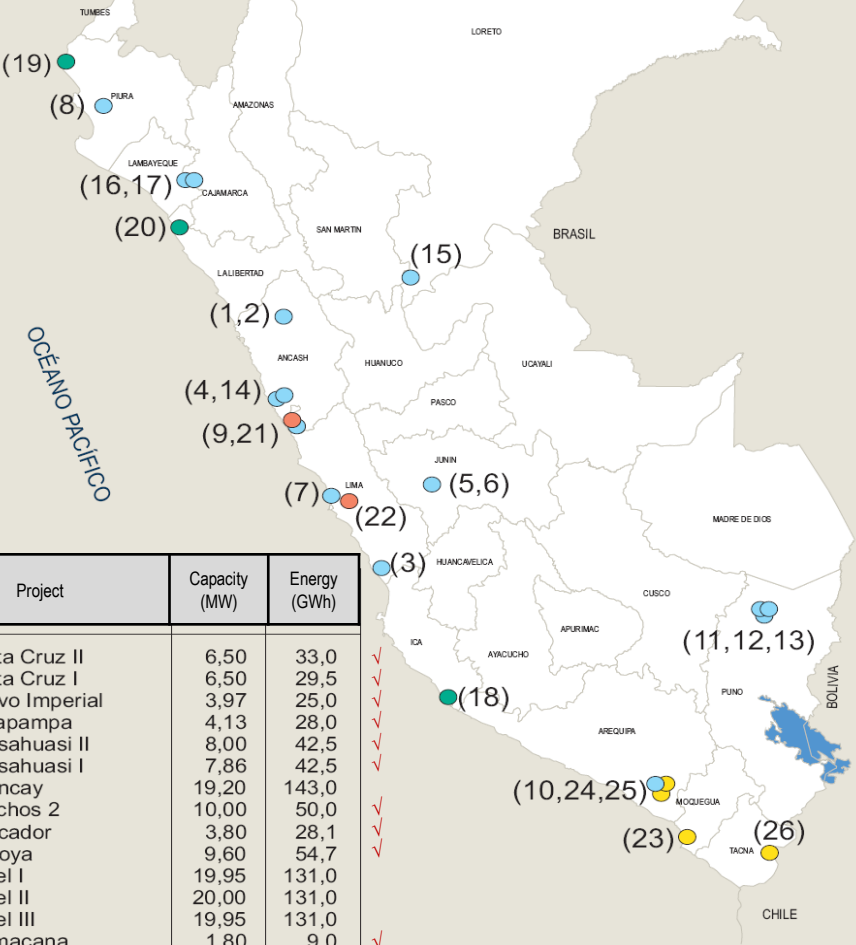 TUMBES
LORETO
(19)
(8)
PIURA
AMAZONAS
LAMBAYEQUE
(16,17)
CAJAMARCA
(20)
SAN MARTIN
BRASIL
(15)
LA LIBERTAD
(1,2)
OCÉANO PACÍFICO
ANCASH
HUANUCO
UCAYALI
(4,14)
PASCO
(9,21)
JUNIN
(7)
LIMA
(5,6)
(22)
MADRE DE DIOS
(3)
HUANCAVELICA
CUSCO
APURIMAC
(11,12,13)
ICA
AYACUCHO
BOLIVIA
PUNO
(18)
AREQUIPA
(10,24,25)
MOQUEGUA
(23)
(26)
TACNA
CHILE
Project Capacity (MW) Energy (GWh)
ta Cruz II 6,50 33,0 √
ta Cruz I 6,50 29,5 √
vo Imperial 3,97 25,0 √
apampa 4,13 28,0 √
sahuasi II 8,00 42,5 √
sahuasi I 7,86 42,5 √
ncay 19,20 143,0
chos 2 10,00 50,0 √
cador 3,80 28,1 √
oya 9,60 54,7 √
el I 19,95 131,0
el II 20,00 131,0
el III 19,95 131,0
macana 1,80 9,0 √